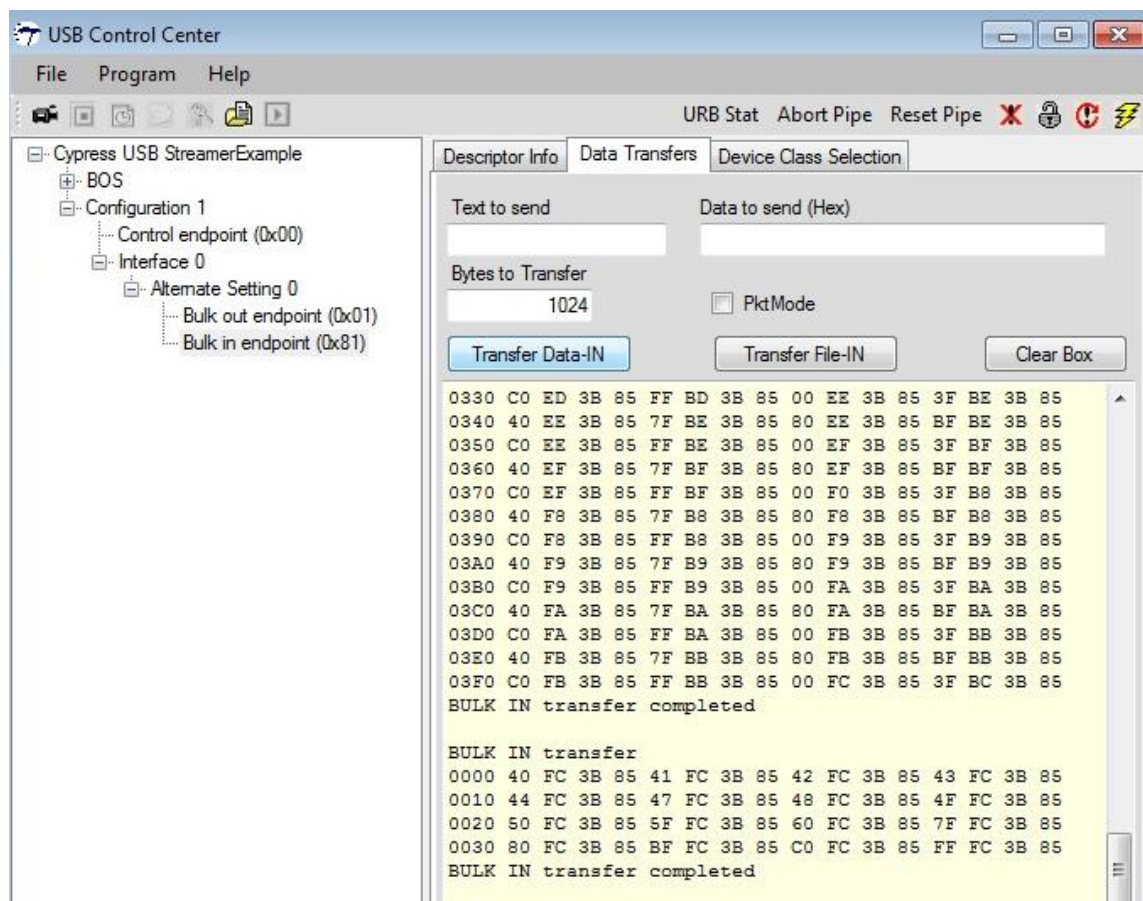 USB Control Center
File Program Help
URB Stat Abort Pipe Reset Pipe
Cypress USB StreamerExample
BOS
Configuration 1
Control endpoint (0x00)
Interface 0
Alternate Setting 0
Bulk out endpoint (0x01)
Bulk in endpoint (0x81)
Descriptor Info Data Transfers Device Class Selection
Text to send Data to send (Hex)
Bytes to Transfer
1024 PktMode
Transfer Data-IN Transfer File-IN Clear Box
0330 C0 ED 3B 85 FF BD 3B 85 00 EE 3B 85 3F BE 3B 85
0340 40 EE 3B 85 7F BE 3B 85 80 EE 3B 85 BF BE 3B 85
0350 C0 EE 3B 85 FF BE 3B 85 00 EF 3B 85 3F BF 3B 85
0360 40 EF 3B 85 7F BF 3B 85 80 EF 3B 85 BF BF 3B 85
0370 C0 EF 3B 85 FF BF 3B 85 00 F0 3B 85 3F B8 3B 85
0380 40 F8 3B 85 7F B8 3B 85 80 F8 3B 85 BF B8 3B 85
0390 C0 F8 3B 85 FF B8 3B 85 00 F9 3B 85 3F B9 3B 85
03A0 40 F9 3B 85 7F B9 3B 85 80 F9 3B 85 BF B9 3B 85
03B0 C0 F9 3B 85 FF B9 3B 85 00 FA 3B 85 3F BA 3B 85
03C0 40 FA 3B 85 7F BA 3B 85 80 FA 3B 85 BF BA 3B 85
03D0 C0 FA 3B 85 FF BA 3B 85 00 FB 3B 85 3F BB 3B 85
03E0 40 FB 3B 85 7F BB 3B 85 80 FB 3B 85 BF BB 3B 85
03F0 C0 FB 3B 85 FF BB 3B 85 00 FC 3B 85 3F BC 3B 85
BULK IN transfer completed
BULK IN transfer
0000 40 FC 3B 85 41 FC 3B 85 42 FC 3B 85 43 FC 3B 85
0010 44 FC 3B 85 47 FC 3B 85 48 FC 3B 85 4F FC 3B 85
0020 50 FC 3B 85 5F FC 3B 85 60 FC 3B 85 7F FC 3B 85
0030 80 FC 3B 85 BF FC 3B 85 C0 FC 3B 85 FF FC 3B 85
BULK IN transfer completed